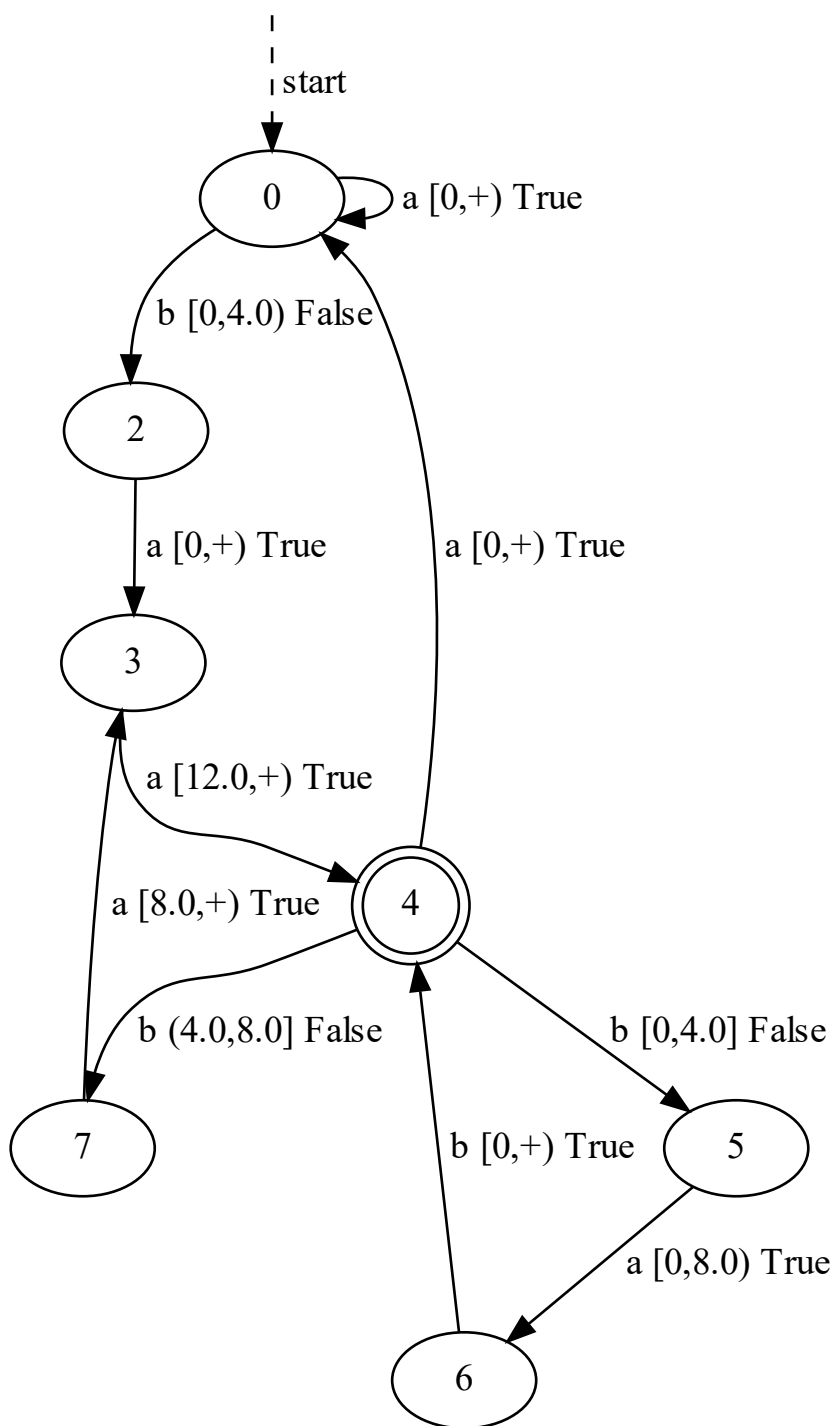 start
0
a [0,+) True
b [0,4.0) False
2
a [0,+) True
a [0,+) True
3
a [12.0,+) True
a [8.0,+) True
4
b (4.0,8.0] False
b [0,4.0] False
7
b [0,+) True
5
a [0,8.0) True
6